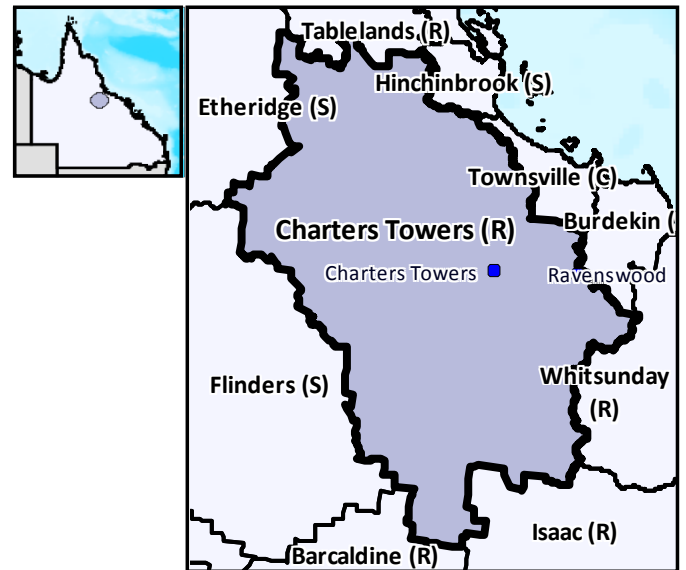 Tablelands (R)
Hinchinbrook (S)
Etheridge (S)
Townsville (C)
Burdekin (
Charters Towers (R)
Charters Towers
Ravenswood
Flinders (S)
Whitsunday
(R)
Isaac (R)
Barcaldine (R)